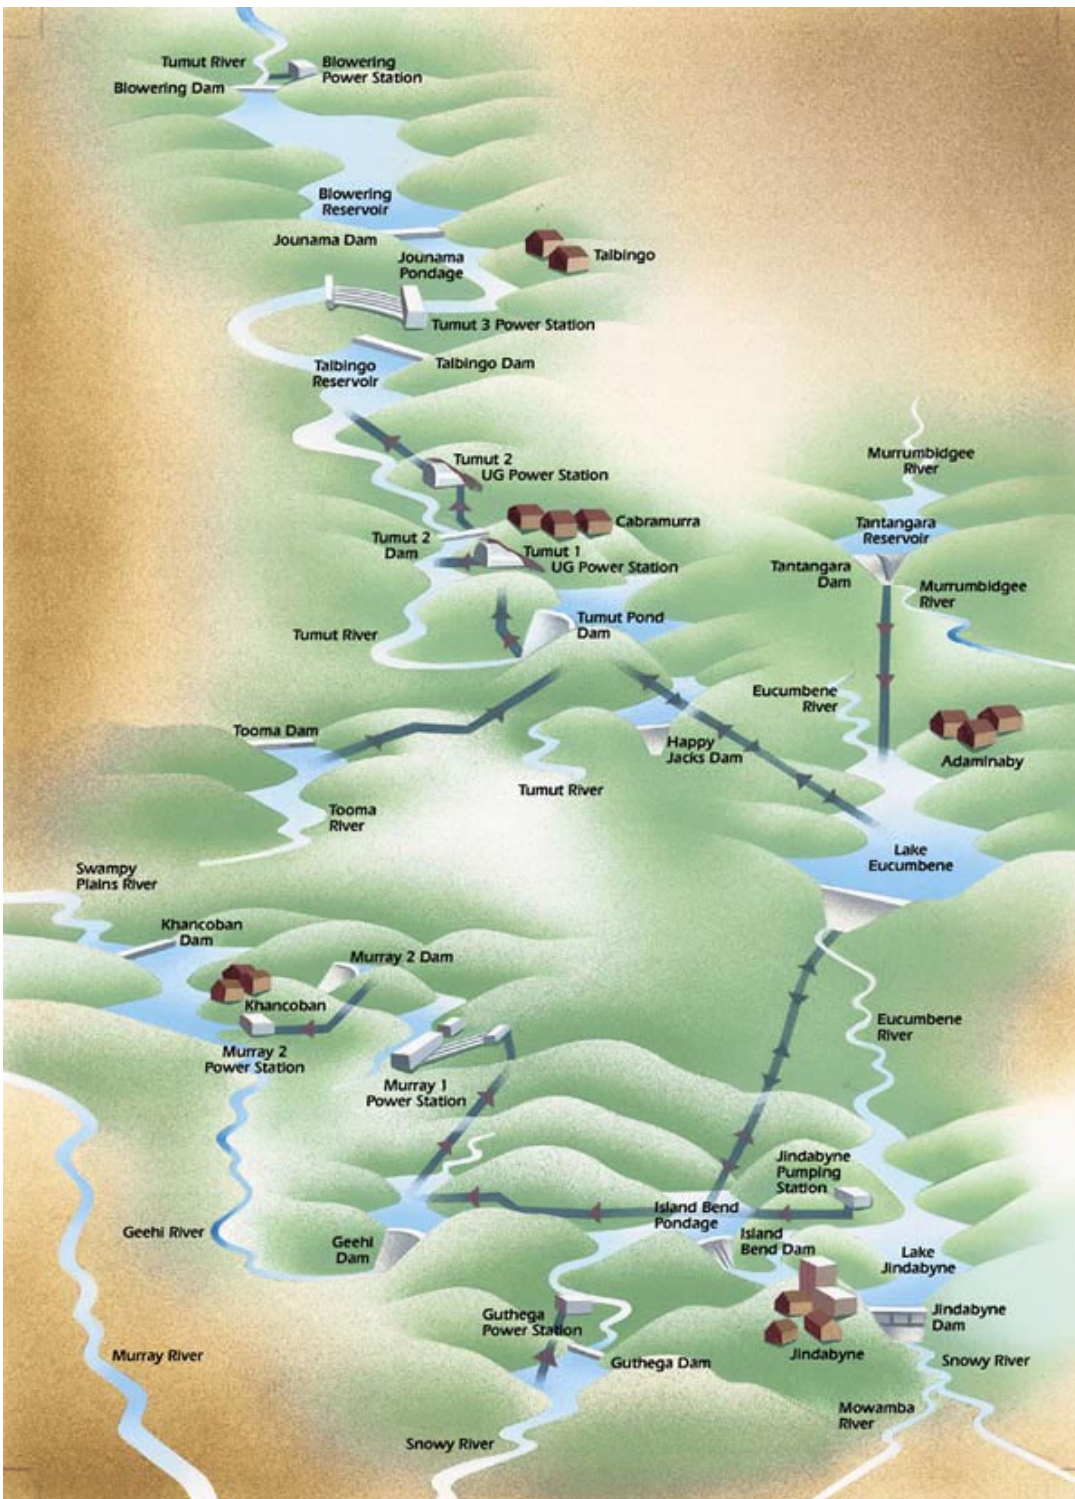 Tumut River
Blowering
Power Station
Blowering Dam
Blowering
Reservoir
Jounama Dam
Jounama
Pondage
Talbingo
Tumut 3 Power Station
Talbingo
Reservoir
Talbingo Dam
Murrumbidgee
River
Tumut 2
UG Power Station
Cabramurra
Tantangara
Reservoir
Tumut 2
Dam
Tumut 1
UG Power Station
Tantangara
Dam
Murrumbidgee
River
Tumut Pond
Dam
Tumut River
Eucumbene
River
Tooma Dam
Happy
Jacks Dam
Adaminaby
Tumut River
Tooma
River
Lake
Eucumbene
Swampy
Plains River
Khancoban
Dam
Murray 2 Dam
Khancoban
Eucumbene
River
Murray 2
Power Station
Murray 1
Power Station
Jindabyne
Pumping
Station
Island Bend
Pondage
Geehi River
Geehi
Dam
Island
Bend Dam
Lake
Jindabyne
Guthega
Power Station
Jindabyne
Dam
Murray River
Guthega Dam
Jindabyne
Snowy River
Mowamba
River
Snowy River